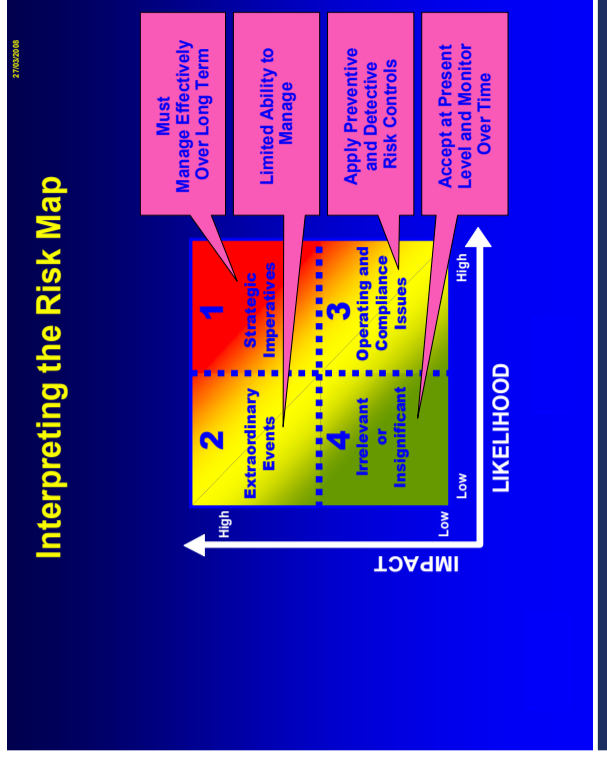 27/03/2008
Interpreting the Risk Map
Must
Manage Effectively
Over Long Term
Limited Ability to
Manage
Apply Preventive
and Detective
Risk Controls
Accept at Present
Level and Monitor
Over Time
IMPACT
High
Low
2
Extraordinary
Events
1
Strategic
Imperatives
4
Irrelevant
or
Insignificant
3
Operating and
Compliance
Issues
Low
High
LIKELIHOOD